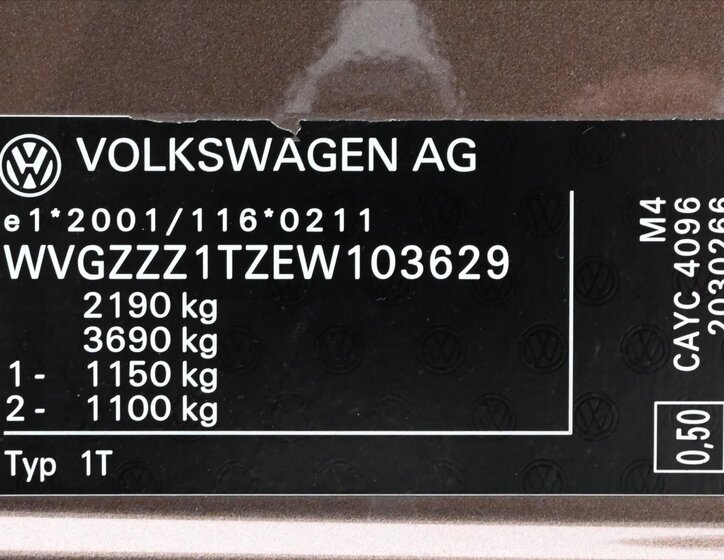 VOLKSWAGEN AG
e1*2001/116*0211
WVGZZZ1TZEW103629
2190 kg
3690 kg
1- 1150 kg
2- 1100 kg
Typ 1T
M4
CAYC 4096
2030266
0,50